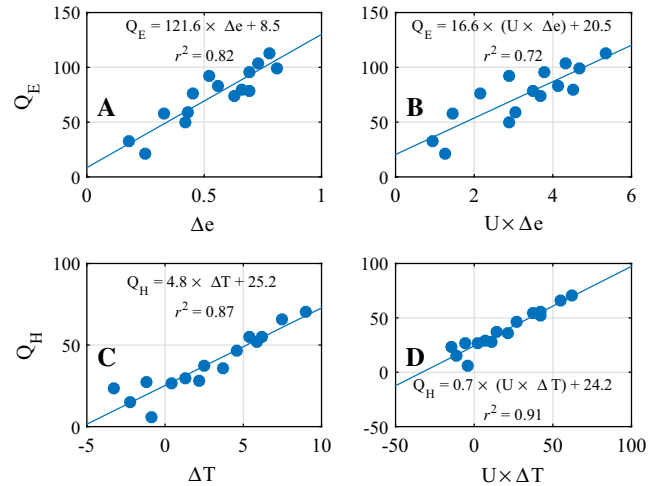 Q_E = 121.6 × Δe + 8.5
r² = 0.82
A
Q_E
150
100
50
0
0
0.5
1
Δe
Q_E = 16.6 × (U × Δe) + 20.5
r² = 0.72
B
150
100
50
0
0
2
4
6
U × Δe
Q_H = 4.8 × ΔT + 25.2
r² = 0.87
C
Q_H
100
50
0
-5
0
5
10
ΔT
D
Q_H = 0.7 × (U × Δ T) + 24.2
r² = 0.91
100
50
0
-50
-50
0
50
100
U × ΔT